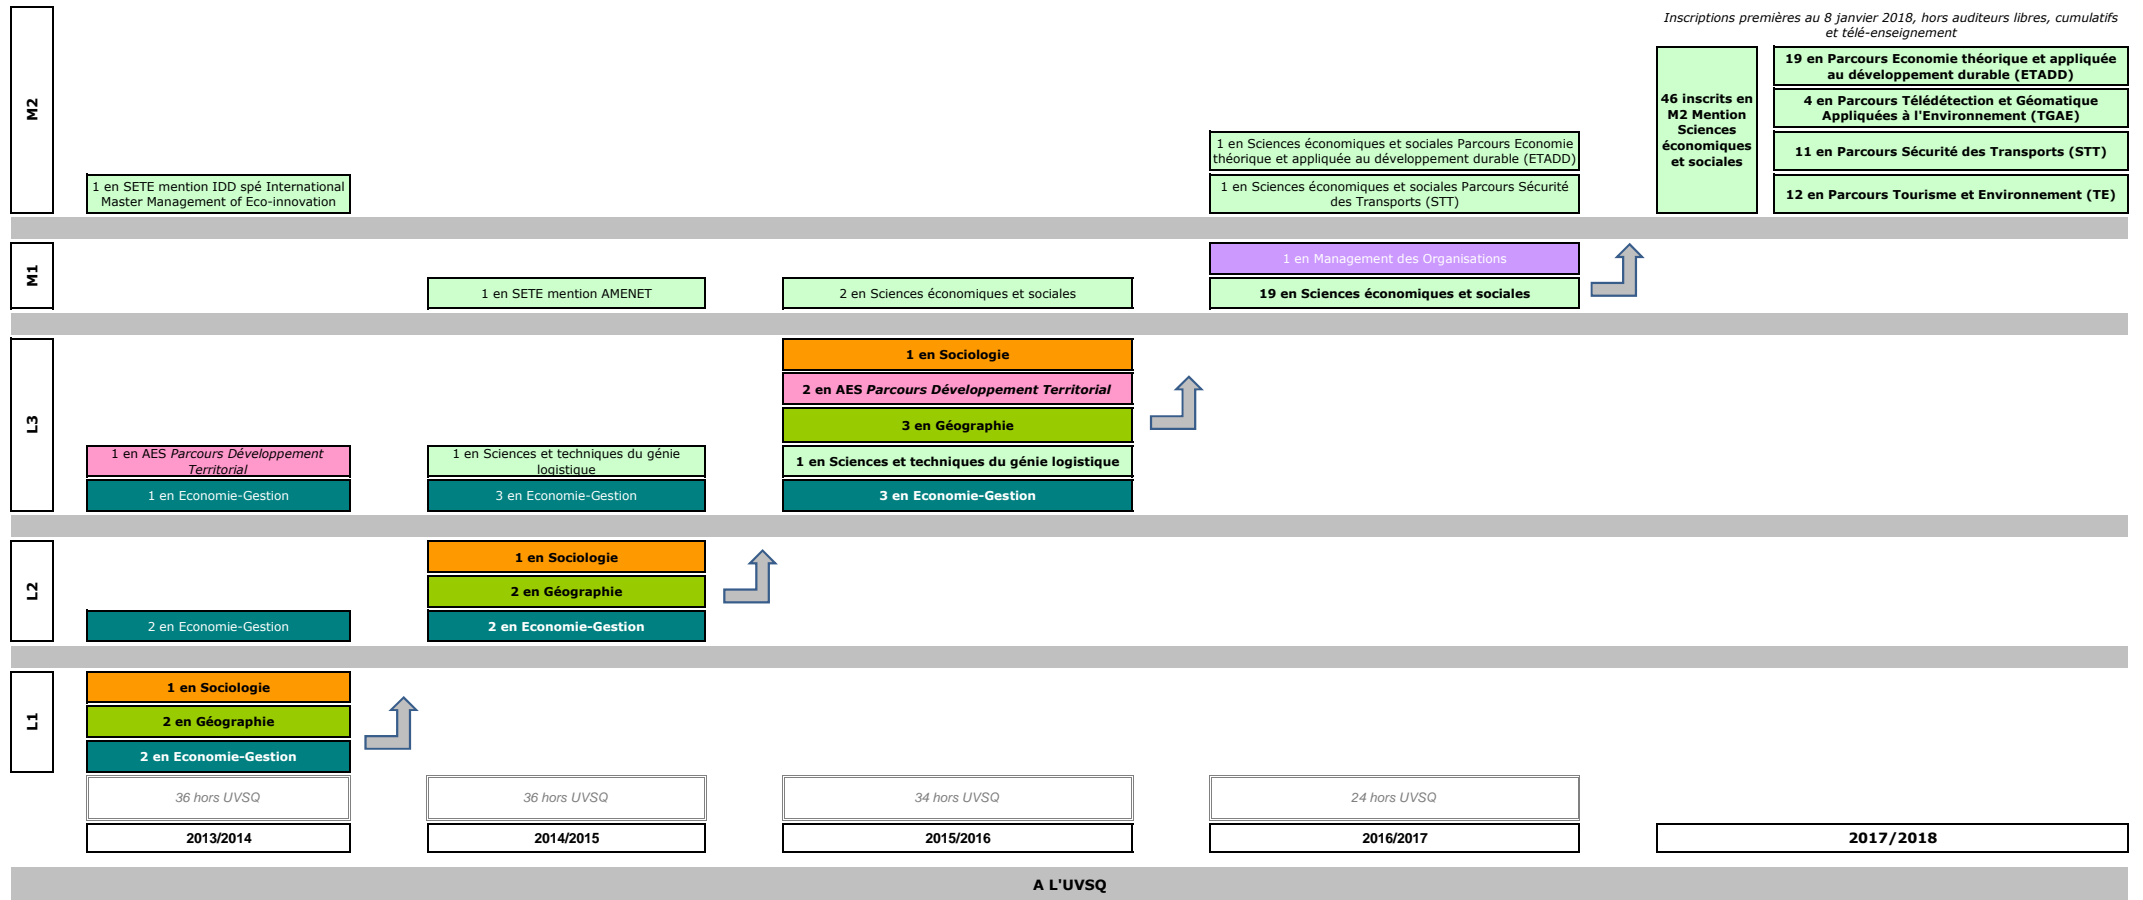 Inscriptions premières au 8 janvier 2018, hors auditeurs libres, cumulatifs
et télé-enseignement
M2
46 inscrits en
M2 Mention
Sciences
économiques
et sociales
19 en Parcours Economie théorique et appliquée
au développement durable (ETADD)
4 en Parcours Télédétection et Géomatique
Appliquées à l'Environnement (TGAE)
11 en Parcours Sécurité des Transports (STT)
12 en Parcours Tourisme et Environnement (TE)
1 en Sciences économiques et sociales Parcours Economie
théorique et appliquée au développement durable (ETADD)
1 en Sciences économiques et sociales Parcours Sécurité
des Transports (STT)
1 en SETE mention IDD spé International
Master Management of Eco-innovation
M1
1 en Management des Organisations
1 en SETE mention AMENET
2 en Sciences économiques et sociales
19 en Sciences économiques et sociales
L3
1 en Sociologie
2 en AES Parcours Développement Territorial
3 en Géographie
1 en AES Parcours Développement
Territorial
1 en Sciences et techniques du génie
logistique
1 en Sciences et techniques du génie logistique
1 en Economie-Gestion
3 en Economie-Gestion
3 en Economie-Gestion
L2
1 en Sociologie
2 en Géographie
2 en Economie-Gestion
2 en Economie-Gestion
L1
1 en Sociologie
2 en Géographie
2 en Economie-Gestion
36 hors UVSQ
36 hors UVSQ
34 hors UVSQ
24 hors UVSQ
2013/2014
2014/2015
2015/2016
2016/2017
2017/2018
A L'UVSQ